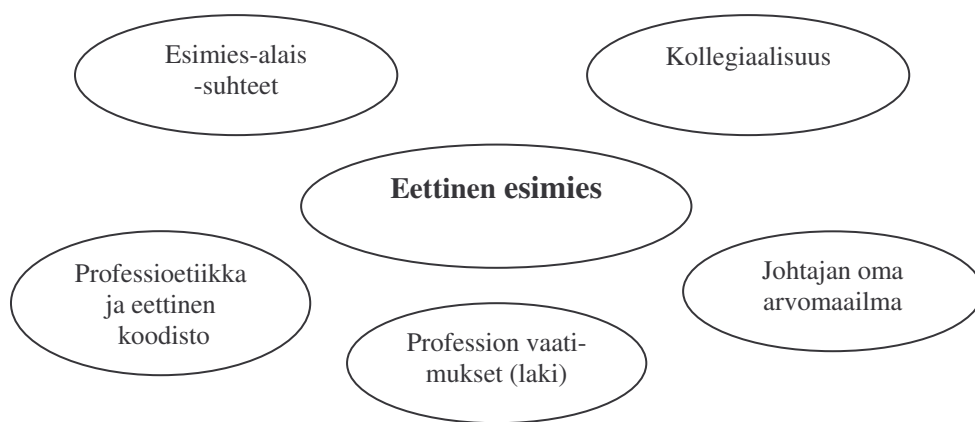 Esimies-alais
-suhteet
Kollegiaalisuus
Eettinen esimies
Professioetiikka
ja eettinen
koodisto
Profession vaati-
mukset (laki)
Johtajan oma
arvomaailma